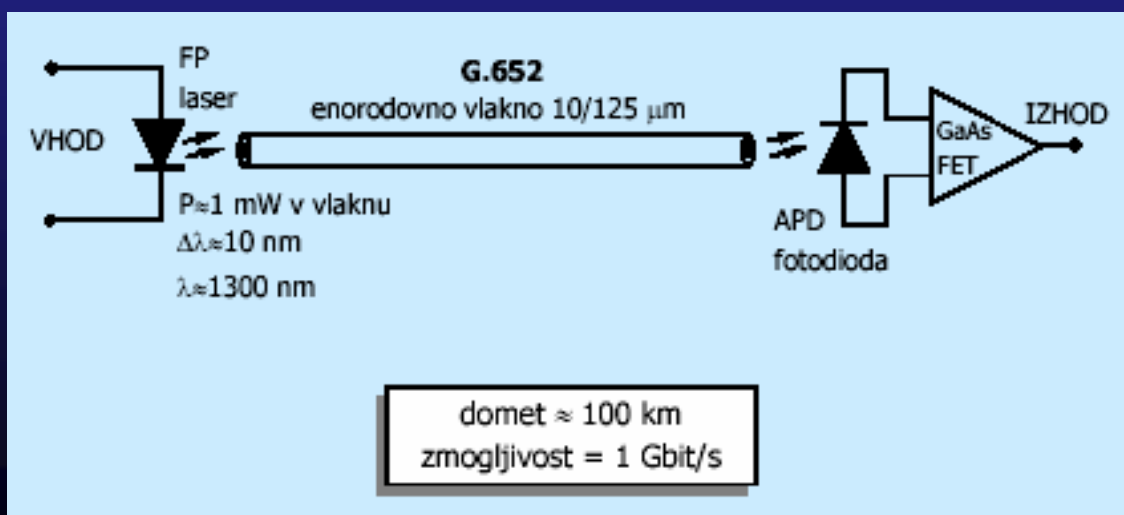 FP
laser
G.652
enorodovno vlakno 10/125 μm
VHOD
IZHOD
GaAs
FET
P≈1 mW v vlaknu
Δλ≈10 nm
λ≈1300 nm
APD
fotodioda
domet ≈ 100 km
zmogljivost = 1 Gbit/s